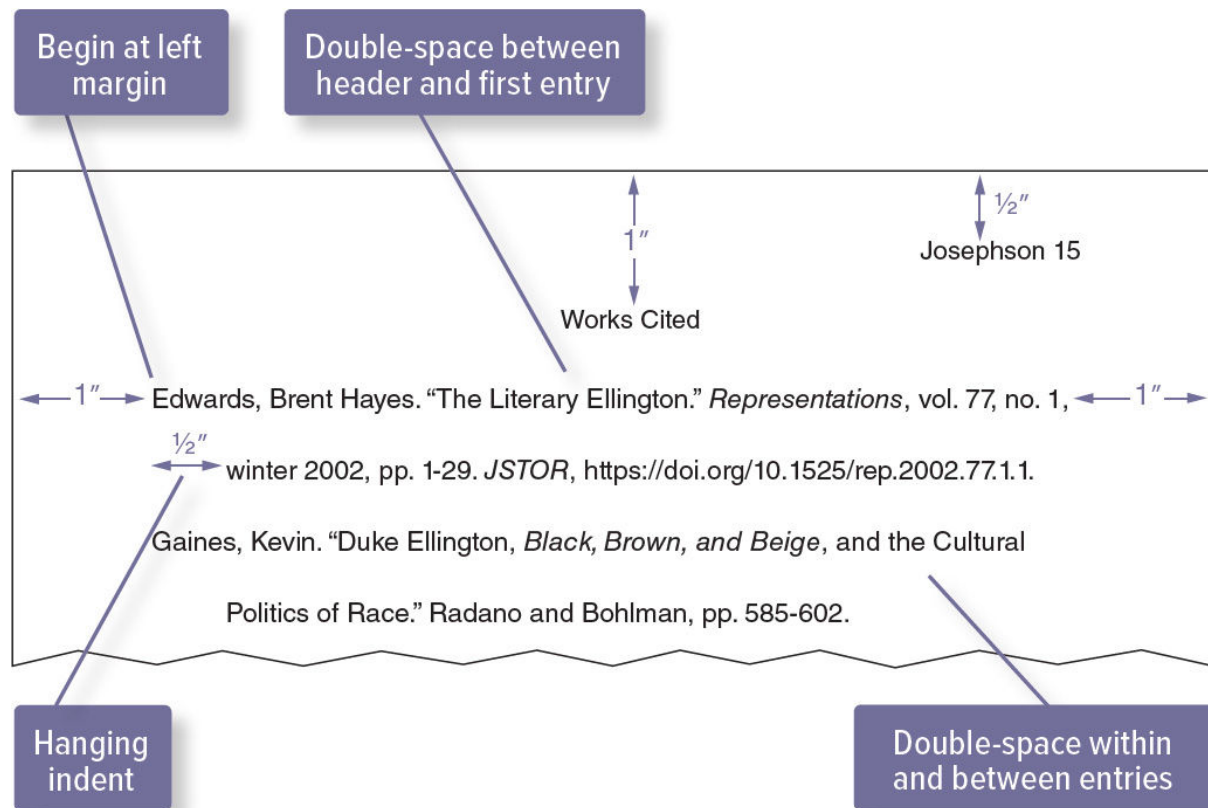 Begin at left
margin
Double-space between
header and first entry
½″
1″
Josephson 15
Works Cited
1″
Edwards, Brent Hayes. “The Literary Ellington.” Representations, vol. 77, no. 1,
1″
½″
winter 2002, pp. 1-29. JSTOR, https://doi.org/10.1525/rep.2002.77.1.1.
Gaines, Kevin. “Duke Ellington, Black, Brown, and Beige, and the Cultural
Politics of Race.” Radano and Bohlman, pp. 585-602.
Hanging
indent
Double-space within
and between entries